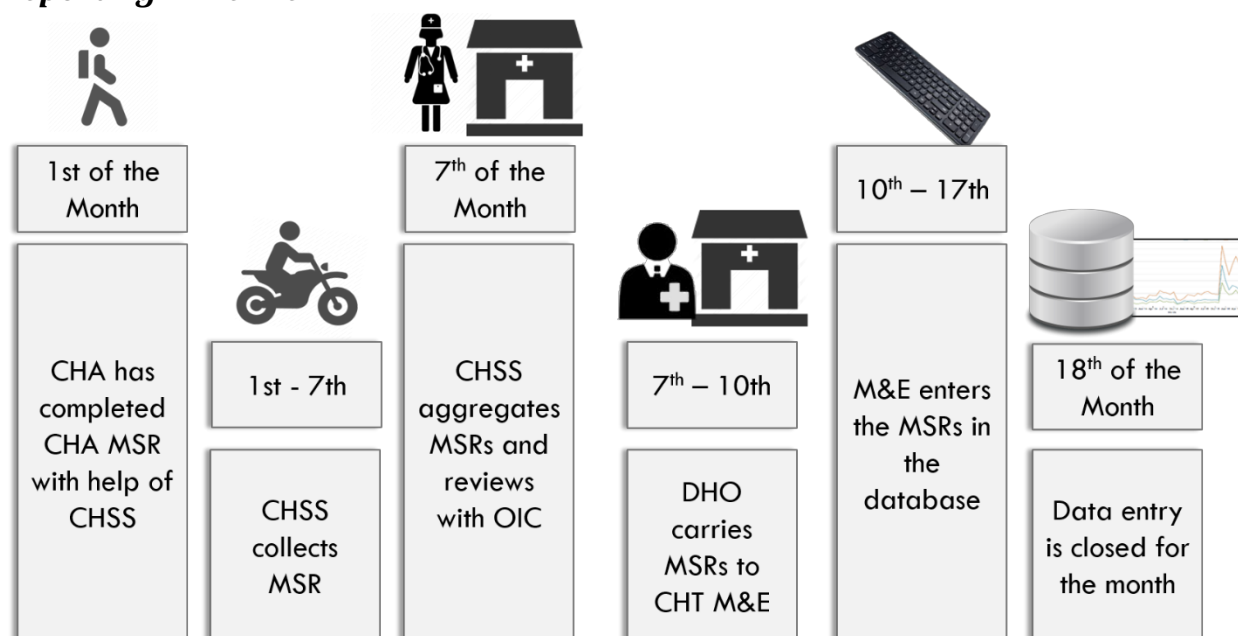 1st of the
Month
CHA has
completed
CHA MSR
with help of
CHSS
1st - 7th
CHSS
collects
MSR
7th of the
Month
CHSS
aggregates
MSRs and
reviews
with OIC
7th – 10th
DHO
carries
MSRs to
CHT M&E
10th – 17th
M&E enters
the MSRs in
the
database
18th of the
Month
Data entry
is closed for
the month